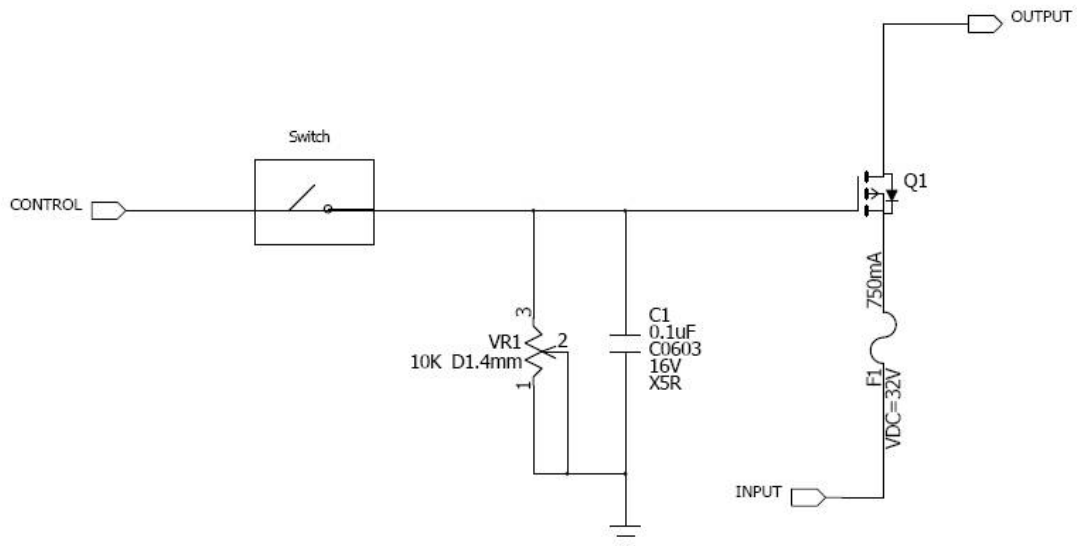 OUTPUT
Switch
Q1
CONTROL
750mA
3
VR1
2
10K D1.4mm
1
C1
0.1uF
C0603
16V
X5R
F1
VDC=32V
INPUT